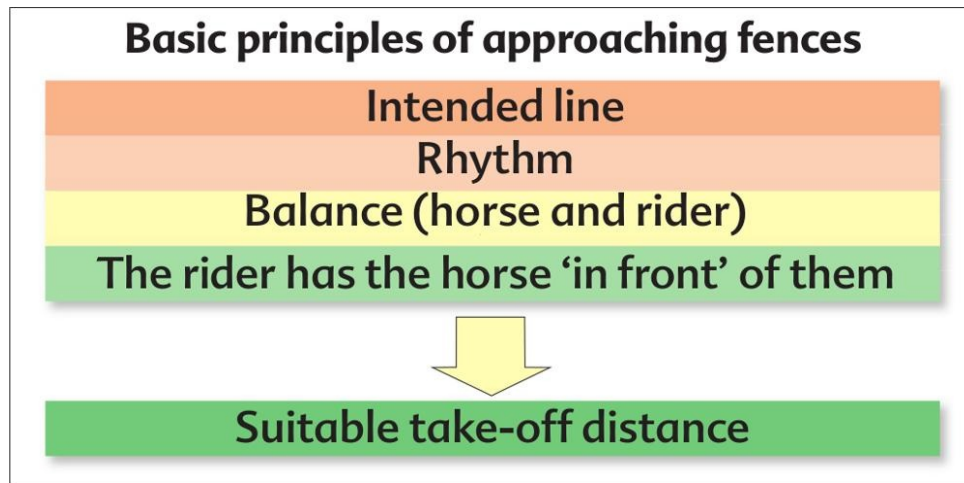 Basic principles of approaching fences
Intended line
Rhythm
Balance (horse and rider)
The rider has the horse ‘in front’ of them
Suitable take-off distance